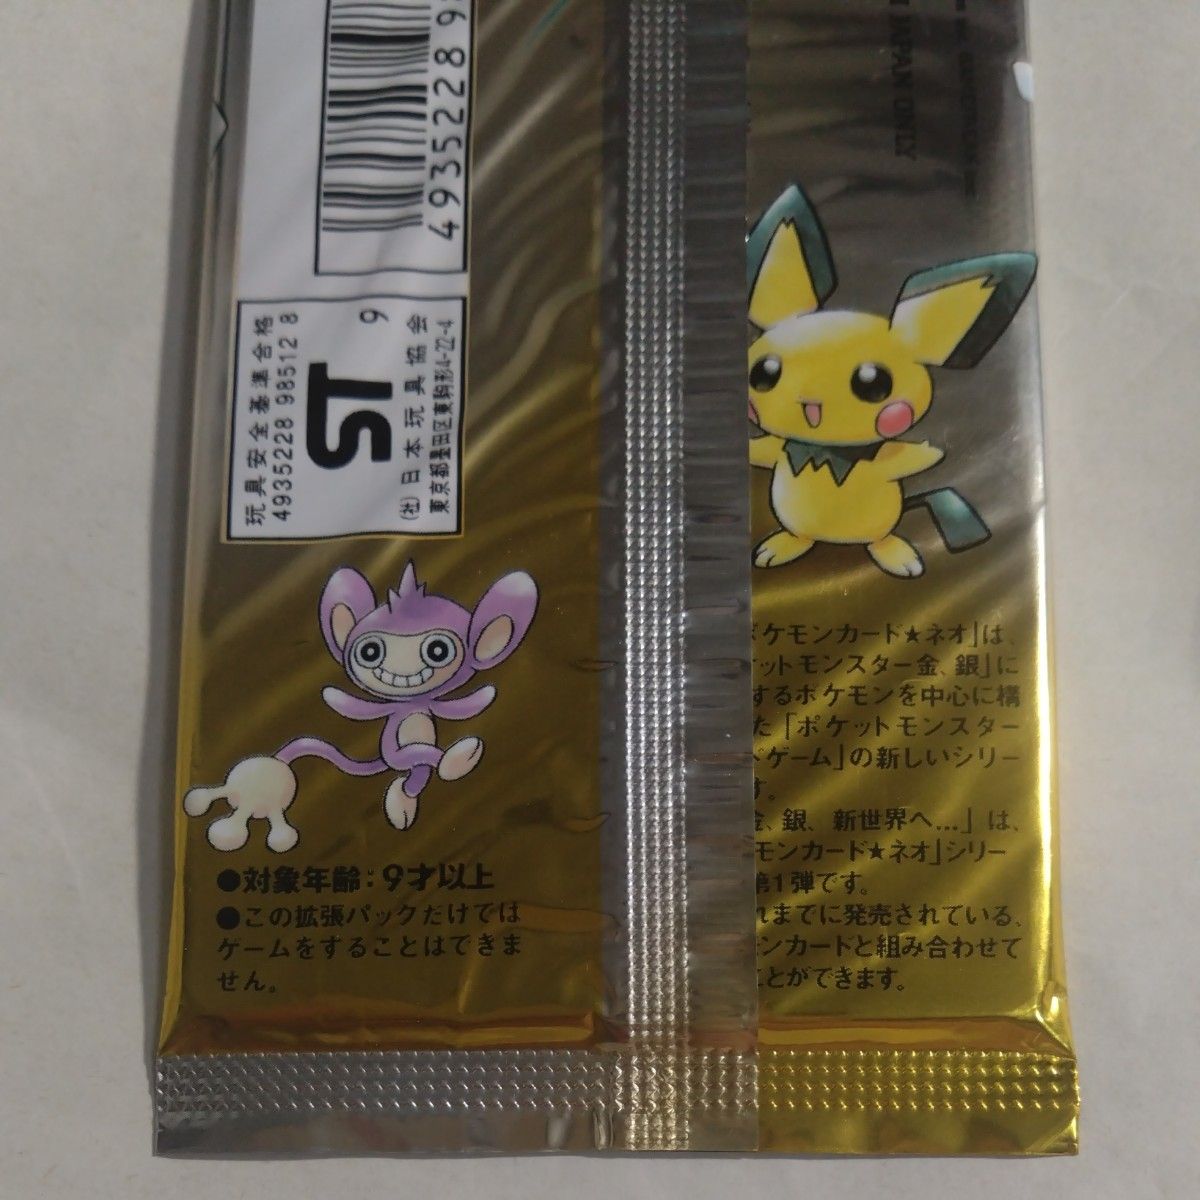 4935228 98
玩具安全基準合格
4935228 98512 8
ST
9
(社)日本玩具協会
東京都墨田区東駒形4-22-4
●対象年齢：9才以上
●この拡張パックだけでは
ゲームをすることはできま
せん。
JAPAN ONLY
ポケモンカード★ネオ」は、
ットモンスター金、銀」に
するポケモンを中心に構
た「ポケットモンスター
ゲーム」の新しいシリー
す。
金、銀、新世界へ...」は、
モンカード★ネオ」シリー
第1弾です。
れまでに発売されている、
モンカードと組み合わせて
ことができます。